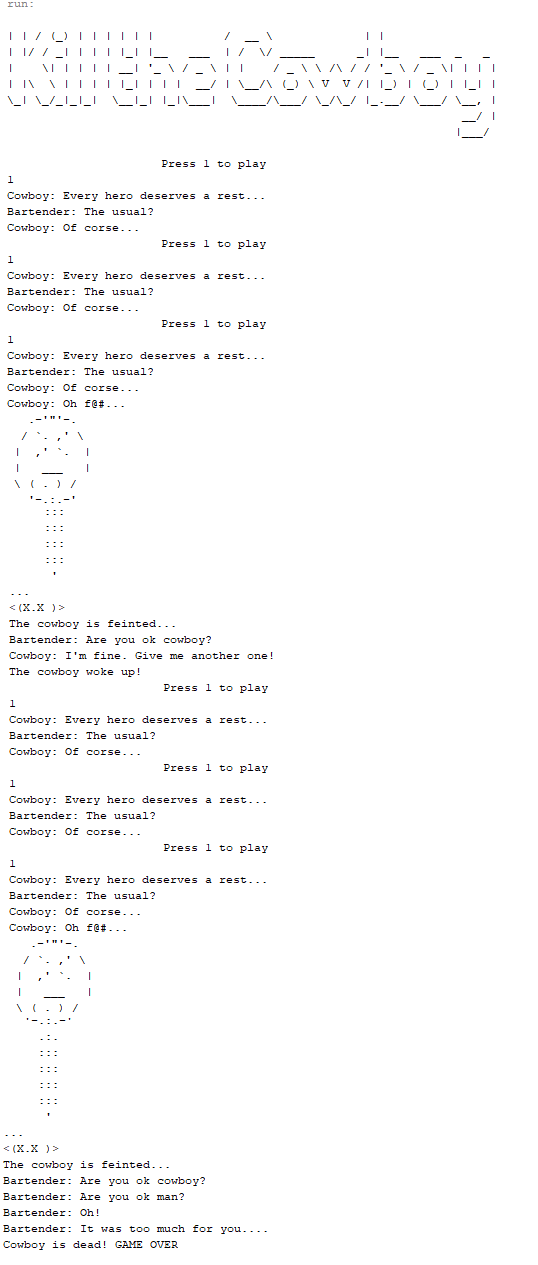 run:
Kill the Cowboy
Press 1 to play
1
Cowboy: Every hero deserves a rest...
Bartender: The usual?
Cowboy: Of corse...
Press 1 to play
1
Cowboy: Every hero deserves a rest...
Bartender: The usual?
Cowboy: Of corse...
Press 1 to play
1
Cowboy: Every hero deserves a rest...
Bartender: The usual?
Cowboy: Of corse...
Cowboy: Oh f@#...
...
<(X.X )>
The cowboy is feinted...
Bartender: Are you ok cowboy?
Cowboy: I'm fine. Give me another one!
The cowboy woke up!
Press 1 to play
1
Cowboy: Every hero deserves a rest...
Bartender: The usual?
Cowboy: Of corse...
Press 1 to play
1
Cowboy: Every hero deserves a rest...
Bartender: The usual?
Cowboy: Of corse...
Press 1 to play
1
Cowboy: Every hero deserves a rest...
Bartender: The usual?
Cowboy: Of corse...
Cowboy: Oh f@#...
...
<(X.X )>
The cowboy is feinted...
Bartender: Are you ok cowboy?
Bartender: Are you ok man?
Bartender: Oh!
Bartender: It was too much for you....
Cowboy is dead! GAME OVER